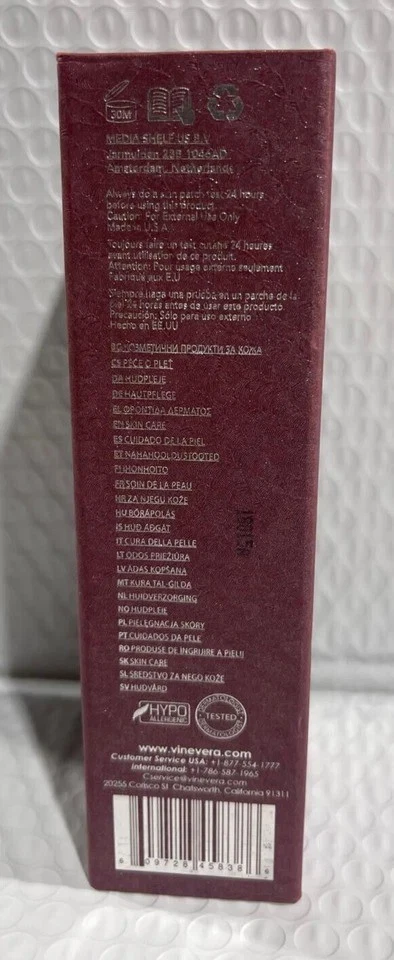 30M
MEDIA SHELF US B.V
Jarmuiden 23B 1046AD
Amsterdam, Netherlands
Always do a skin patch test 24 hours
before using this product
Caution: For External Use Only
Made in U.S.A
Toujours faire un test cutané 24 heures
avant utilisation de ce produit.
Attention: Pour usage externe seulement
Fabriqué aux E.U
Siempre haga una prueba en un parche de la
piel 24 horas antes de usar este producto
Precaución: Sólo para uso externo
Hecho en EE.UU
BG КОЗМЕТИЧНИ ПРОДУКТИ ЗА КОЖА
CS PÉČE O PLEŤ
DA HUDPLEJE
DE HAUTPFLEGE
EL ΦΡΟΝΤΙΔΑ ΔΕΡΜΑΤΟΣ
EN SKIN CARE
ES CUIDADO DE LA PIEL
ET NAHAHOOLDUSTOOTED
FI IHONHOITO
FR SOIN DE LA PEAU
HR ZA NJEGU KOŽE
HU BŐRÁPOLÁS
IS HUÐ AÐGÁT
IT CURA DELLA PELLE
LT ODOS PRIEŽIŪRA
LV ĀDAS KOPŠANA
MT KURA TAL-ĠILDA
NL HUIDVERZORGING
NO HUDPLEIE
PL PIELĘGNACJA SKÓRY
PT CUIDADOS DA PELE
RO PRODUSE DE INGRIJIRE A PIELII
SK SKIN CARE
SL SREDSTVO ZA NEGO KOŽE
SV HUDVÅRD
HYPO
ALLERGENIC
DERMATOLOGIST
TESTED
www.vinevera.com
Customer Service USA: +1-877-554-1777
International: +1-786-587-1965
Cservice@vinevera.com
20255 Corisco St. Chatsworth, California 91311
09728 45838